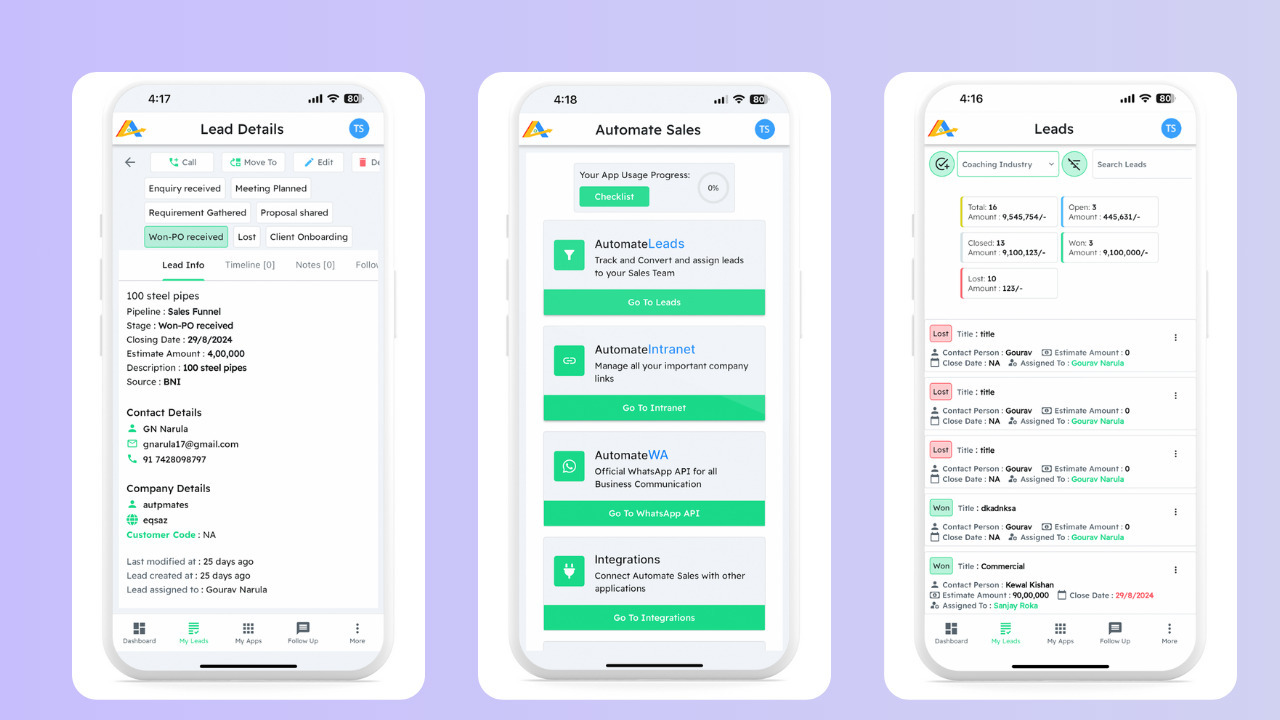 4:17
80
Lead Details
TS
Call
Move To
Edit
De
Enquiry received
Meeting Planned
Requirement Gathered
Proposal shared
Won-PO received
Lost
Client Onboarding
Lead Info
Timeline [0]
Notes [0]
Follow
100 steel pipes
Pipeline : Sales Funnel
Stage : Won-PO received
Closing Date : 29/8/2024
Estimate Amount : 4,00,000
Description : 100 steel pipes
Source : BNI
Contact Details
GN Narula
gnarula17@gmail.com
91 7428098797
Company Details
autpmates
eqsaz
Customer Code : NA
Last modified at : 25 days ago
Lead created at : 25 days ago
Lead assigned to : Gourav Narula
Dashboard
My Leads
My Apps
Follow Up
More
4:18
80
Automate Sales
TS
Your App Usage Progress:
Checklist
0%
AutomateLeads
Track and Convert and assign leads
to your Sales Team
Go To Leads
AutomateIntranet
Manage all your important company
links
Go To Intranet
AutomateWA
Official WhatsApp API for all
Business Communication
Go To WhatsApp API
Integrations
Connect Automate Sales with other
applications
Go To Integrations
4:16
80
Leads
TS
Coaching Industry
Search Leads
Total: 16
Amount : 9,545,754/-
Open: 3
Amount : 445,631/-
Closed: 13
Amount : 9,100,123/-
Won: 3
Amount : 9,100,000/-
Lost: 10
Amount : 123/-
Lost Title : title
Contact Person : Gourav Estimate Amount : 0
Close Date : NA Assigned To : Gourav Narula
Lost Title : title
Contact Person : Gourav Estimate Amount : 0
Close Date : NA Assigned To : Gourav Narula
Lost Title : title
Contact Person : Gourav Estimate Amount : 0
Close Date : NA Assigned To : Gourav Narula
Won Title : dkadnksa
Contact Person : Gourav Estimate Amount : 0
Close Date : NA Assigned To : Gourav Narula
Won Title : Commercial
Contact Person : Kewal Kishan
Estimate Amount : 90,00,000 Close Date : 29/8/2024
Assigned To : Sanjay Roka
Dashboard
My Leads
My Apps
Follow Up
More